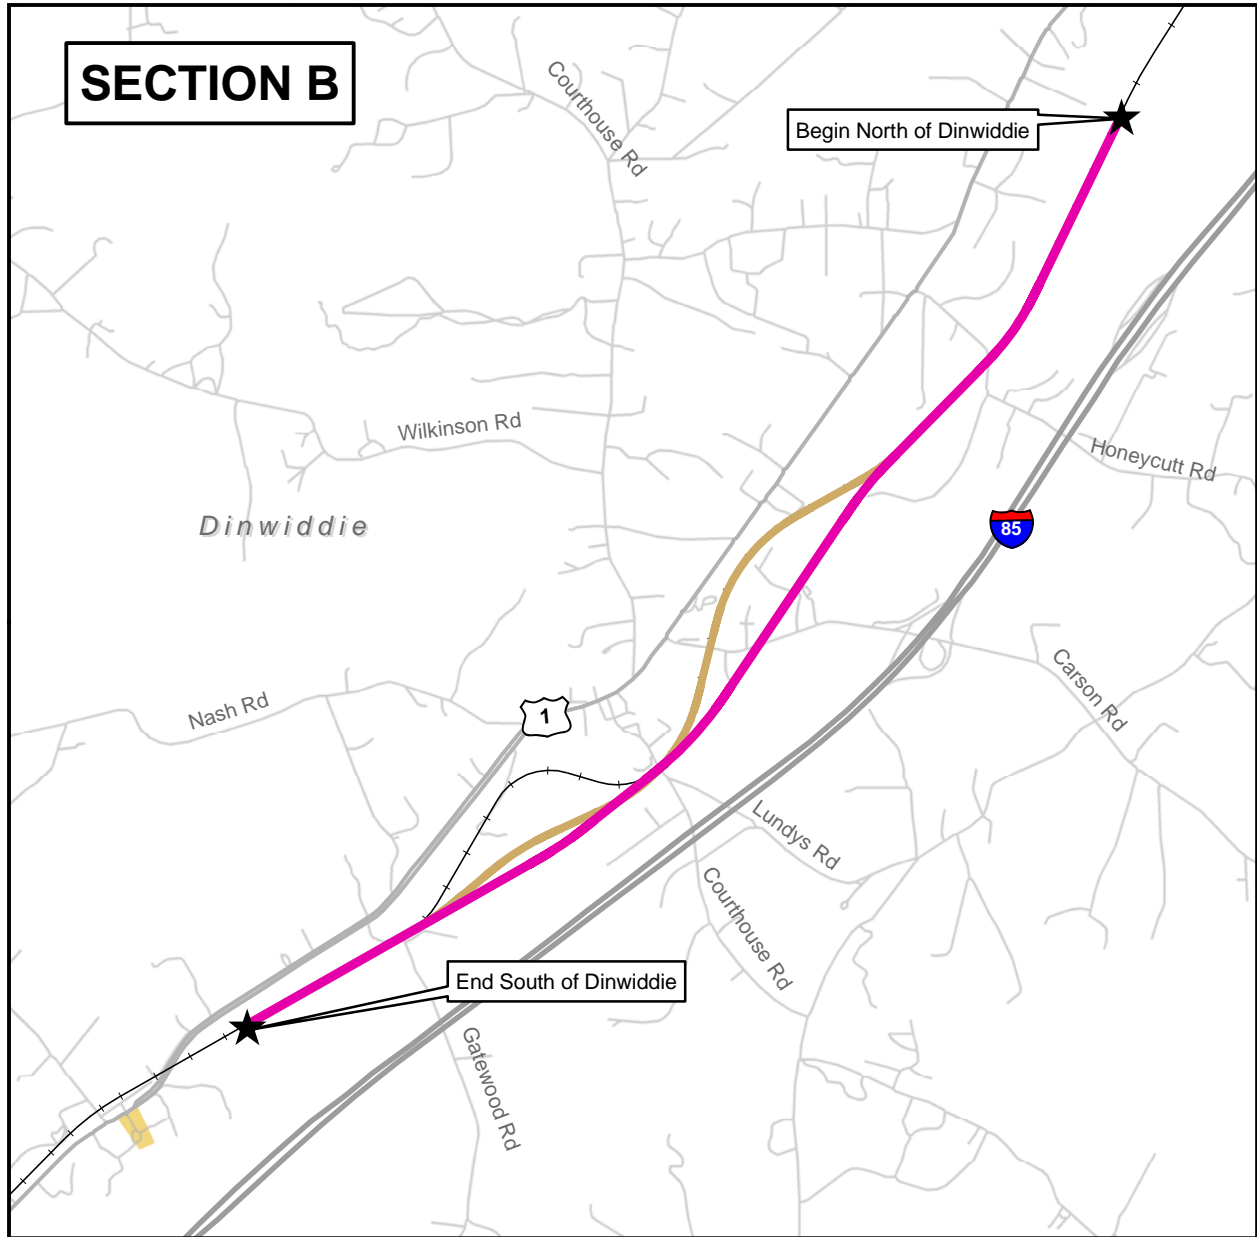 SECTION B
Courthouse Rd
Begin North of Dinwiddie
Wilkinson Rd
Honeycutt Rd
Dinwiddie
85
Carson Rd
Nash Rd
1
Lundys Rd
Courthouse Rd
End South of Dinwiddie
Gatewood Rd